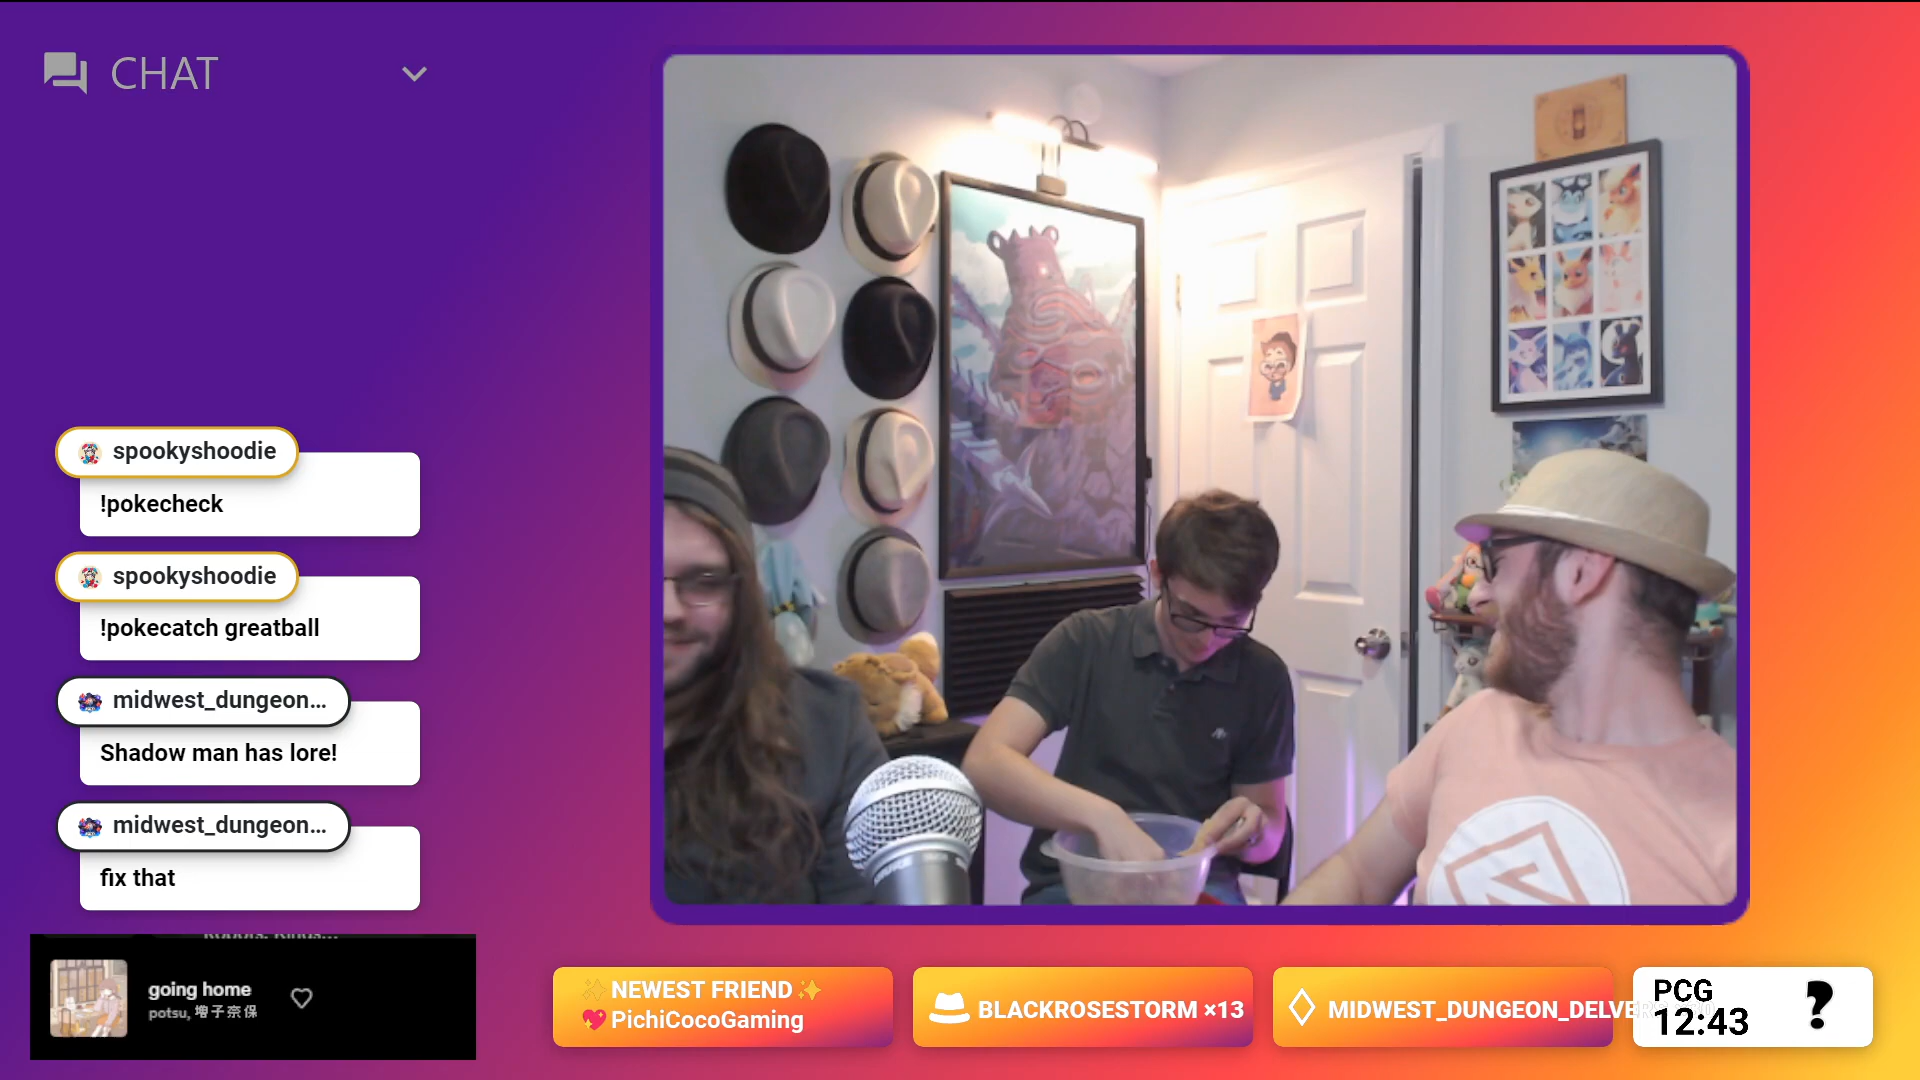 CHAT
spookyshoodie
!pokecheck
spookyshoodie
!pokecatch greatball
midwest_dungeon...
Shadow man has lore!
midwest_dungeon...
fix that
going home
potsu, 増子奈保
✨NEWEST FRIEND✨
💖PichiCocoGaming
BLACKROSESTORM ×13
MIDWEST_DUNGEON_DELVE
PCG
12:43
?